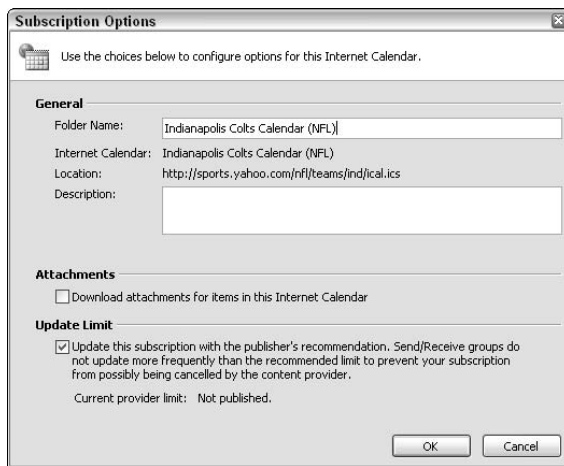 Subscription Options
Use the choices below to configure options for this Internet Calendar.
General
Folder Name: Indianapolis Colts Calendar (NFL)
Internet Calendar: Indianapolis Colts Calendar (NFL)
Location: http://sports.yahoo.com/nfl/teams/ind/ical.ics
Description:
Attachments
Download attachments for items in this Internet Calendar
Update Limit
Update this subscription with the publisher's recommendation. Send/Receive groups do
not update more frequently than the recommended limit to prevent your subscription
from possibly being cancelled by the content provider.
Current provider limit: Not published.
OK Cancel